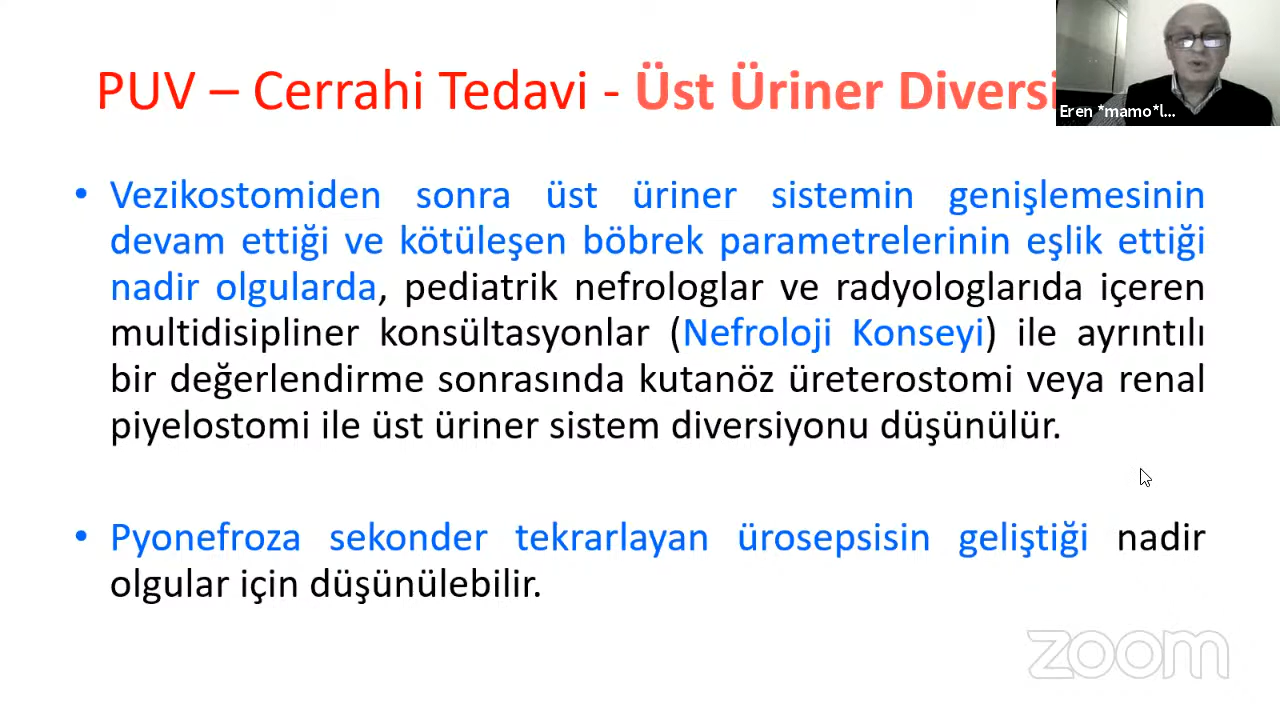 PUV – Cerrahi Tedavi - Üst Üriner Diversi
Eren *mamo*l...
• Vezikostomiden sonra üst üriner sistemin genişlemesinin
devam ettiği ve kötüleşen böbrek parametrelerinin eşlik ettiği
nadir olgularda, pediatrik nefrologlar ve radyologlarıda içeren
multidisipliner konsültasyonlar (Nefroloji Konseyi) ile ayrıntılı
bir değerlendirme sonrasında kutanöz üreterostomi veya renal
piyelostomi ile üst üriner sistem diversiyonu düşünülür.
• Pyonefroza sekonder tekrarlayan ürosepsisin geliştiği nadir
olgular için düşünülebilir.
zoom